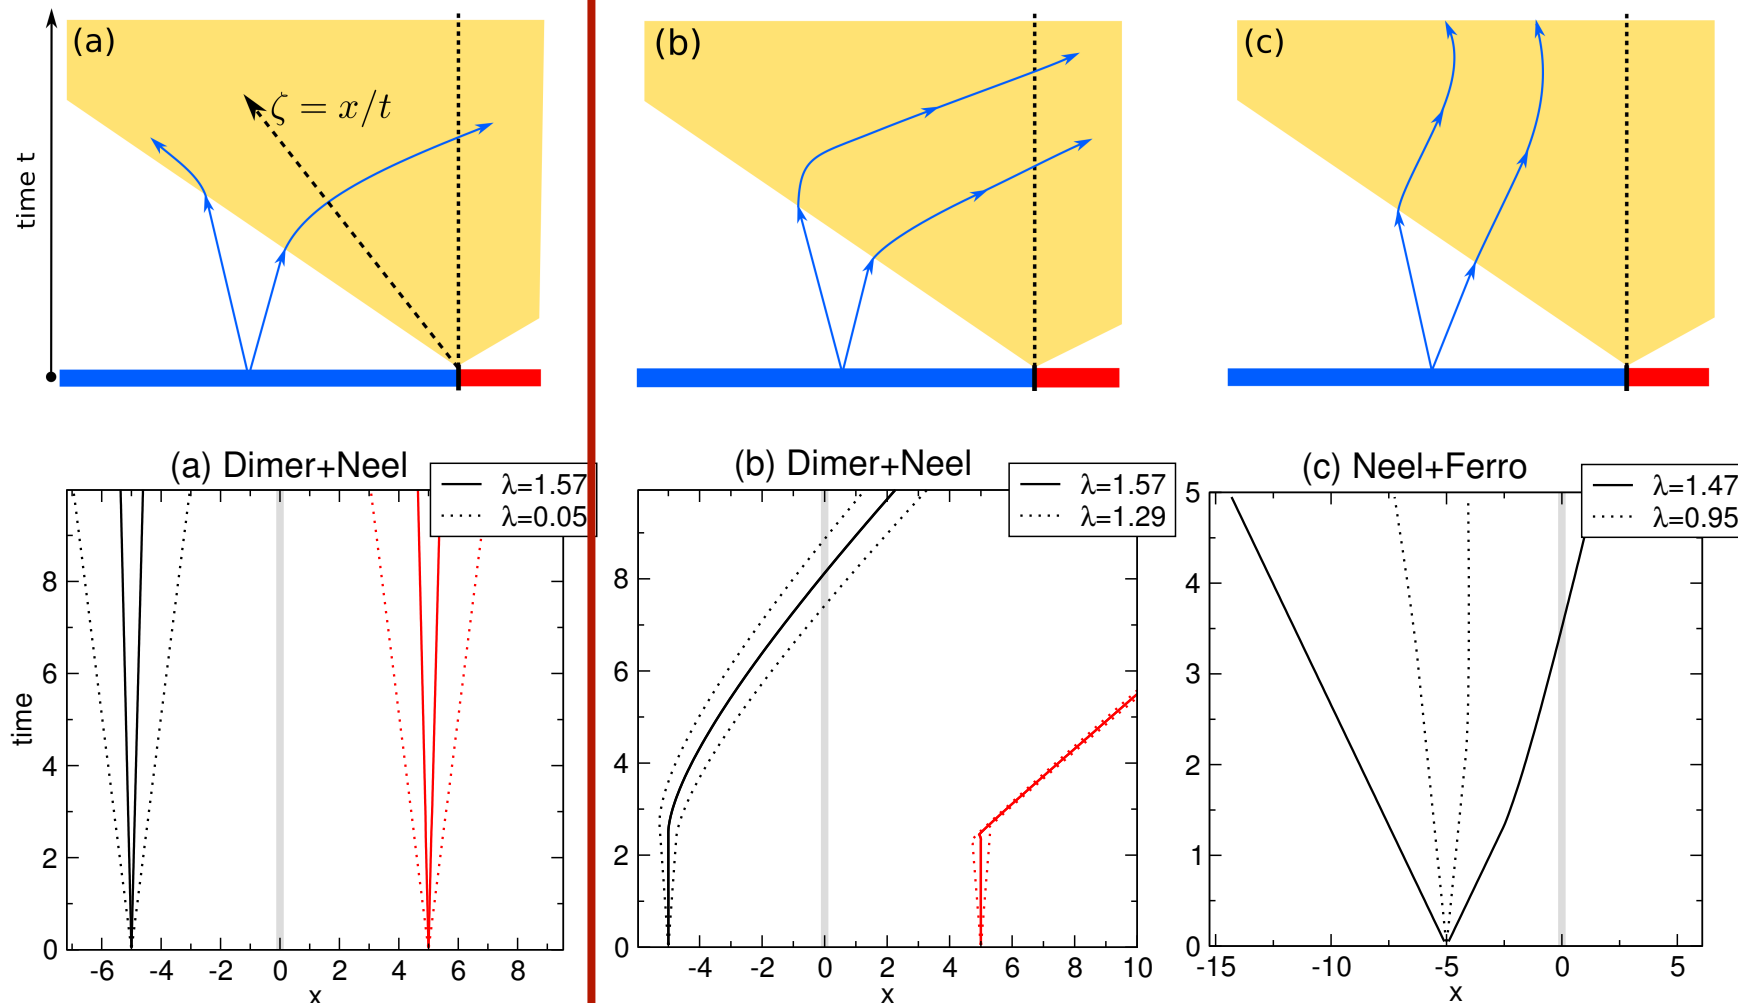 (a)
ζ = x/t
time t
(b)
(c)
(a) Dimer+Neel
λ=1.57
λ=0.05
8
6
4
2
0
time
-6 -4 -2 0 2 4 6 8
x
(b) Dimer+Neel
λ=1.57
λ=1.29
8
6
4
2
0
-4 -2 0 2 4 6 8 10
x
(c) Neel+Ferro
λ=1.47
λ=0.95
5
4
3
2
1
0
-15 -10 -5 0 5
x